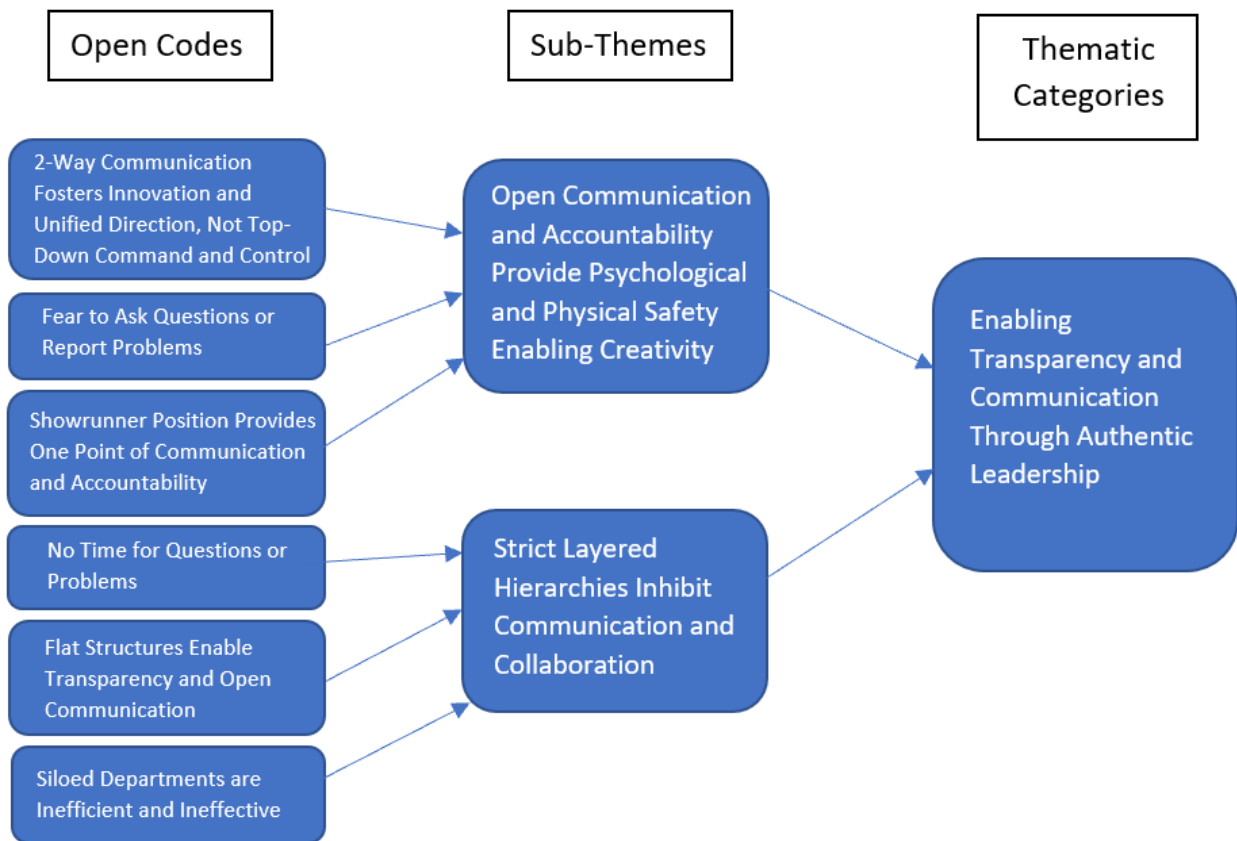 Open Codes
Sub-Themes
Thematic
Categories
2-Way Communication
Fosters Innovation and
Unified Direction, Not Top-
Down Command and Control
Fear to Ask Questions or
Report Problems
Showrunner Position Provides
One Point of Communication
and Accountability
No Time for Questions or
Problems
Flat Structures Enable
Transparency and Open
Communication
Siloed Departments are
Inefficient and Ineffective
Open Communication
and Accountability
Provide Psychological
and Physical Safety
Enabling Creativity
Strict Layered
Hierarchies Inhibit
Communication and
Collaboration
Enabling
Transparency and
Communication
Through Authentic
Leadership